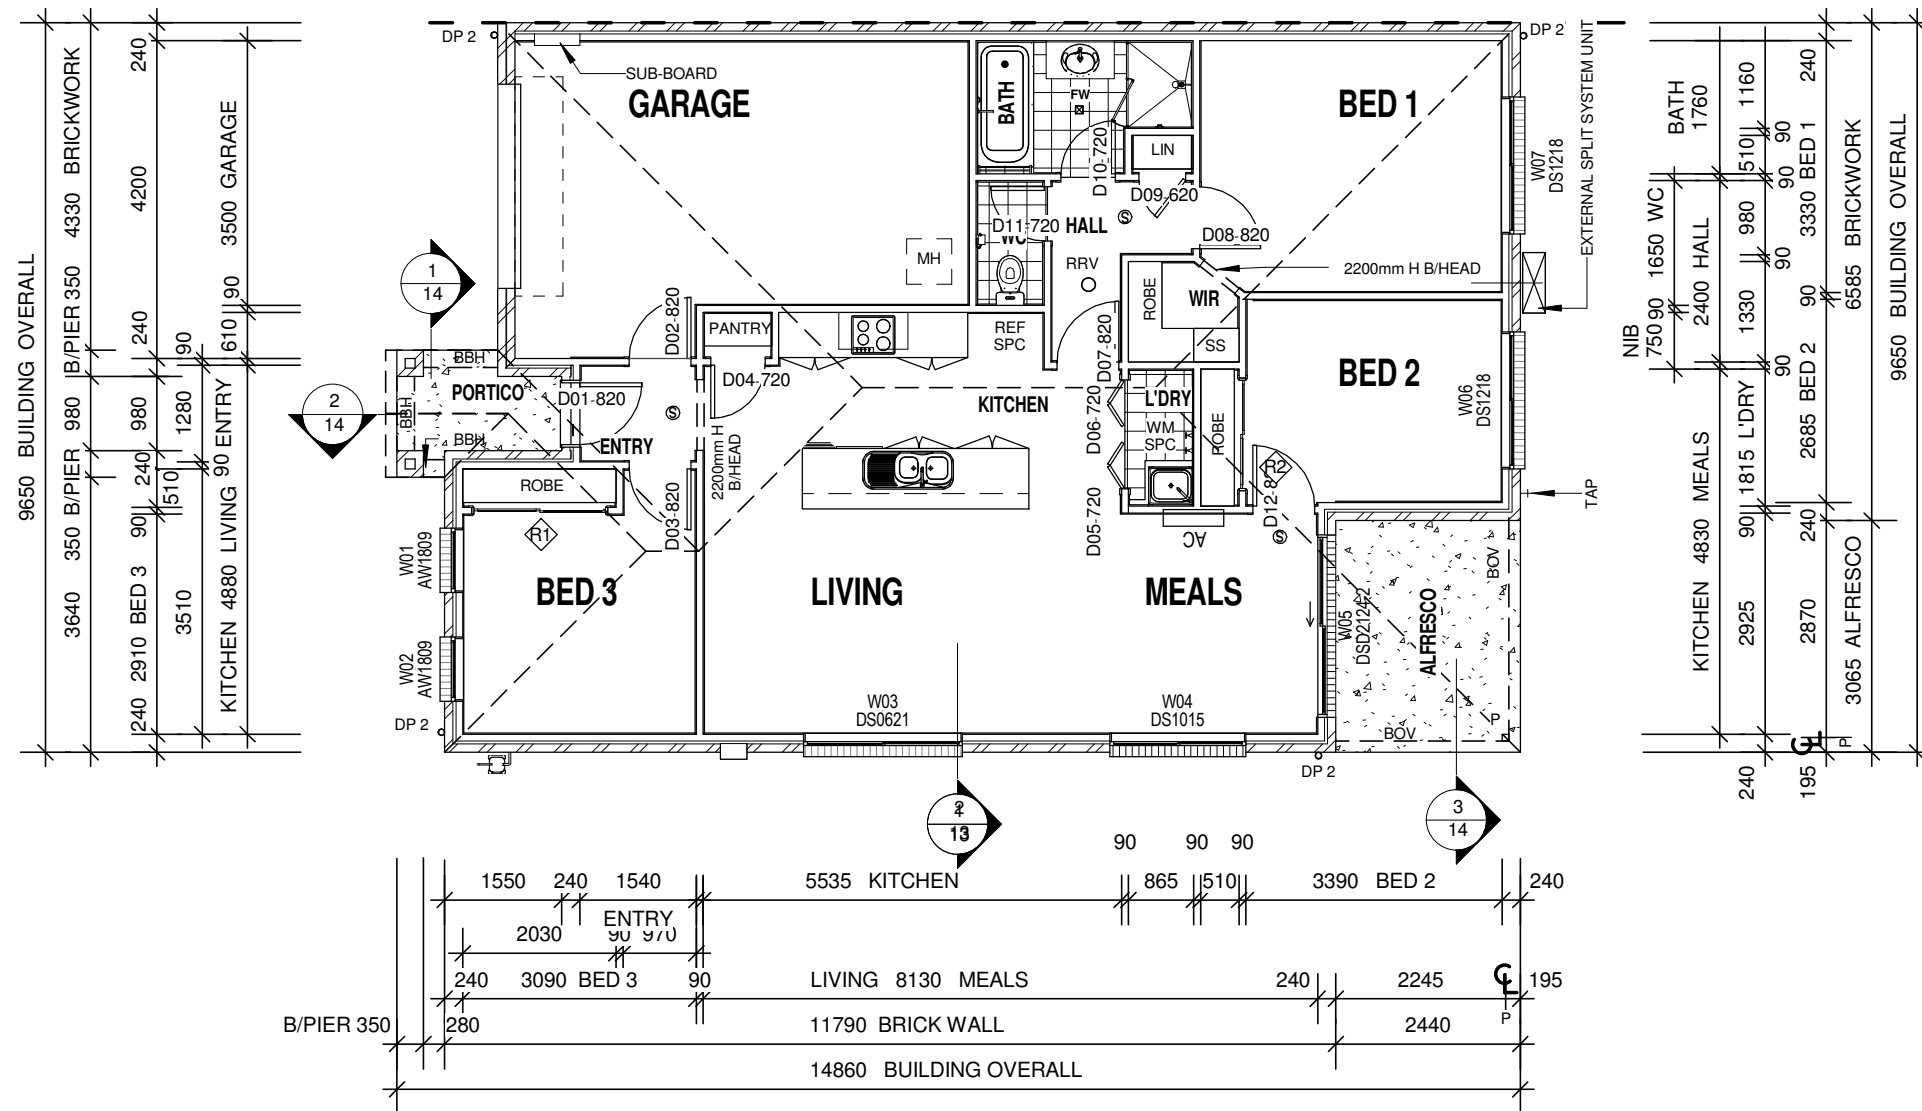 DP 2
SUB-BOARD
GARAGE
BATH
FW
BED 1
DP 2
EXTERNAL SPLIT SYSTEM UNIT
LIN
D10-720
D09-620
D11-720
WC
HALL
D08-820
W07
DS1218
MH
RRV
2200mm H B/HEAD
ROBE
WIR
SS
1
14
2
14
BBH
PORTICO
BBH
BBH
D02-820
PANTRY
REF
SPC
D04-720
D07-820
D01-820
ENTRY
S
S
KITCHEN
D06-720
L'DRY
WM
SPC
ROBE
BED 2
W06
DS1218
2200mm H
B/HEAD
ROBE
D03-820
R1
R2
D12-820
D05-720
AC
S
TAP
W01
AW1809
BED 3
LIVING
MEALS
W05
DSD2124-2
ALFRESCO
BOV
BOV
P
W02
AW1809
DP 2
W03
DS0621
W04
DS1015
DP 2
2
13
3
14
9650 BUILDING OVERALL
3640 350 B/PIER 980 B/PIER 350 4330 BRICKWORK
240 2910 BED 3 90 240 980 240 4200 240
3510 510 1280 90
KITCHEN 4880 LIVING 90 ENTRY 610 90 3500 GARAGE
NIB
750 90 1650 WC
BATH
1760
KITCHEN 4830 MEALS 2400 HALL
240 2925 90 1815 L'DRY 1330 980 510 1160
90 90 90 90
195 2870 240 2685 BED 2 90 3330 BED 1 240
P
3065 ALFRESCO 6585 BRICKWORK
9650 BUILDING OVERALL
90 90 90
1550 240 1540 5535 KITCHEN 865 510 3390 BED 2 240
ENTRY
2030 90 970
240 3090 BED 3 90 LIVING 8130 MEALS 240 2245 195
P
B/PIER 350 280 11790 BRICK WALL 2440
14860 BUILDING OVERALL